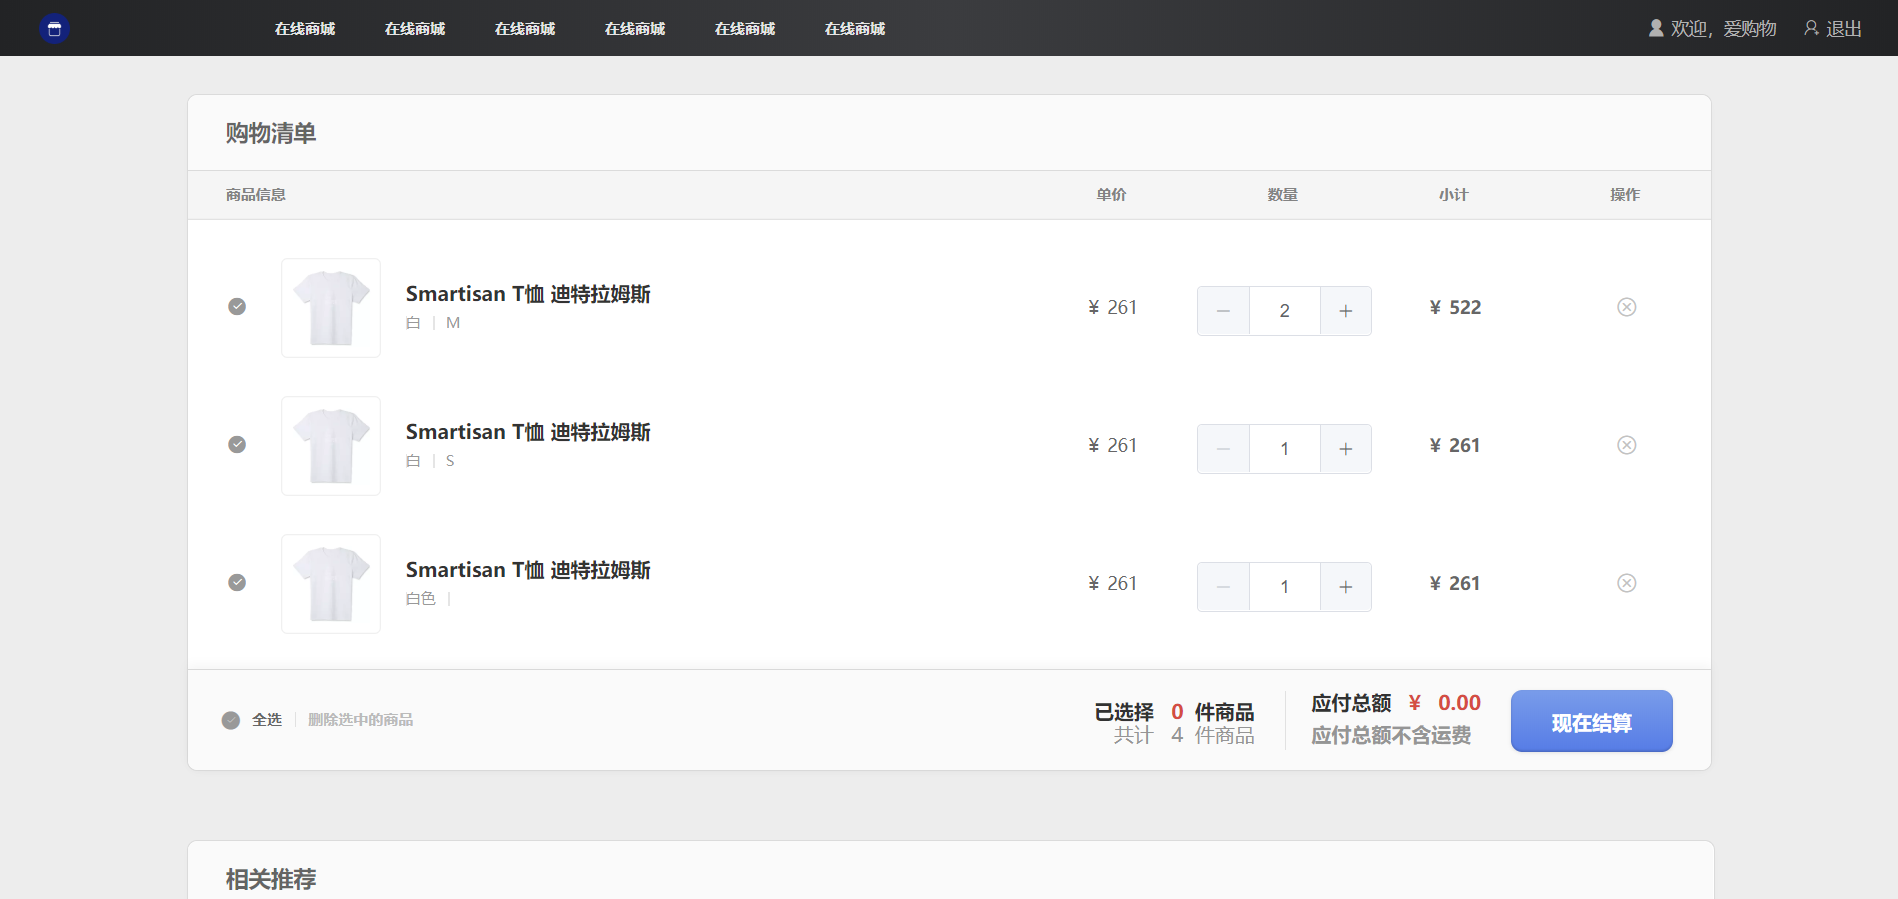 在线商城 在线商城 在线商城 在线商城 在线商城 在线商城 欢迎，爱购物 退出
购物清单
商品信息 单价 数量 小计 操作
Smartisan T恤 迪特拉姆斯
白 | M
¥ 261 － 2 ＋ ¥ 522
Smartisan T恤 迪特拉姆斯
白 | S
¥ 261 － 1 ＋ ¥ 261
Smartisan T恤 迪特拉姆斯
白色 |
¥ 261 － 1 ＋ ¥ 261
全选 | 删除选中的商品
已选择 0 件商品
共计 4 件商品
应付总额 ¥ 0.00
应付总额不含运费
现在结算
相关推荐